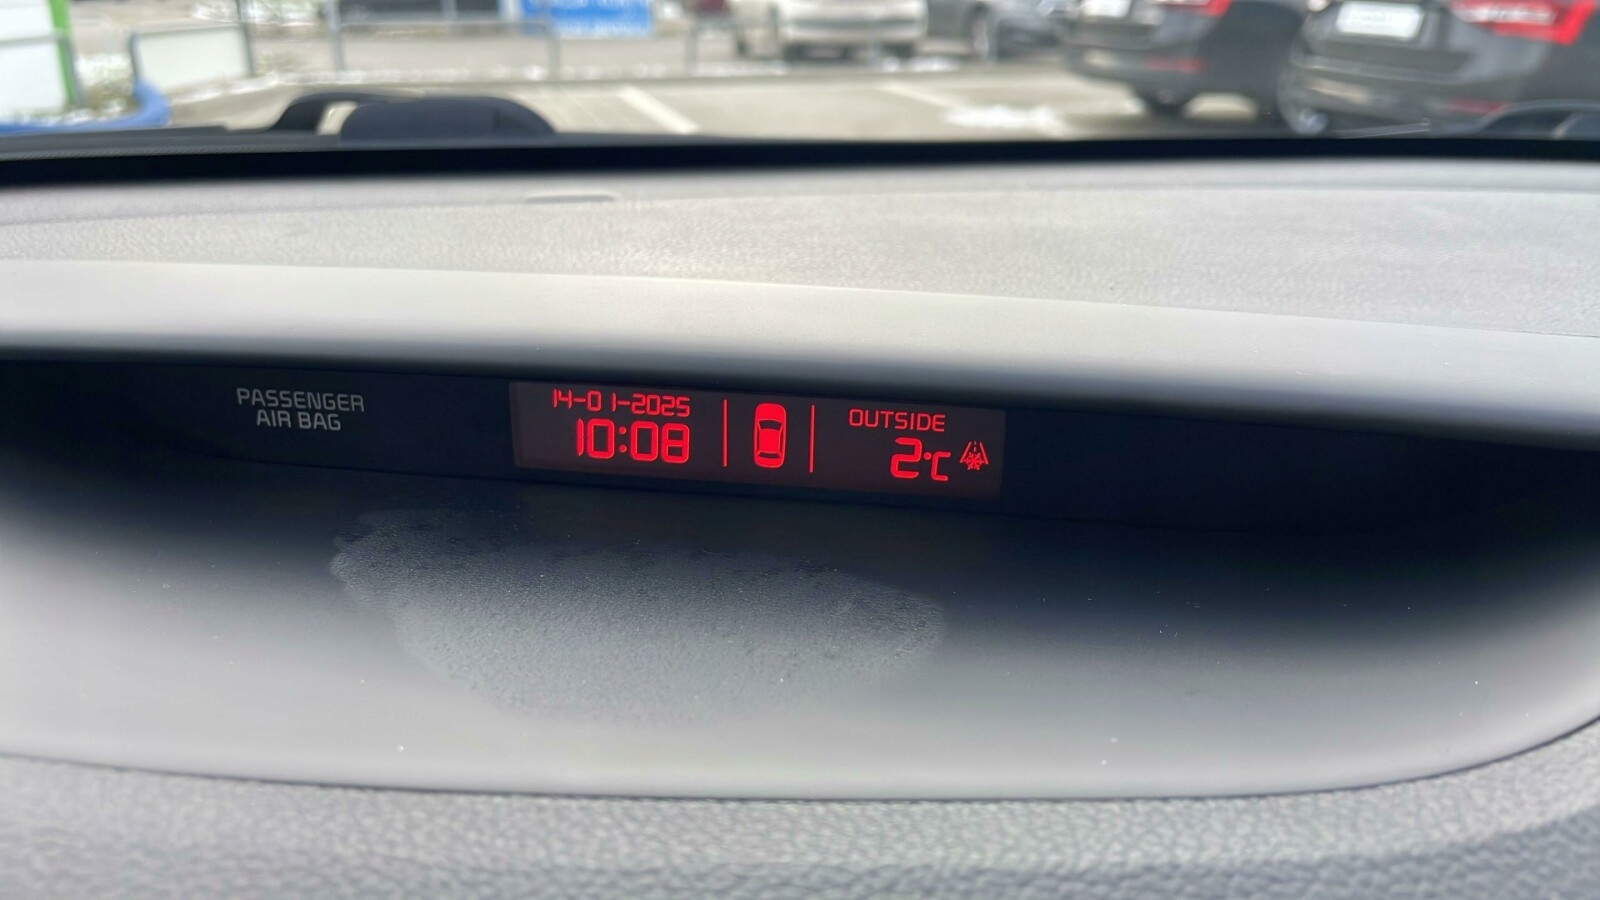 PASSENGER
AIR BAG
14-01-2025
10:08
OUTSIDE
2°C